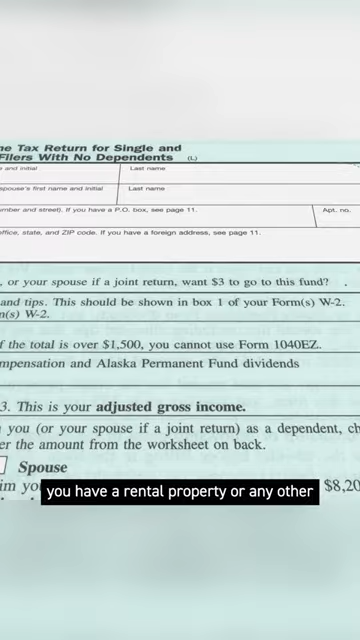 ne Tax Return for Single and
Filers With No Dependents (L)
e and initial Last name
spouse's first name and initial Last name
umber and street). If you have a P.O. box, see page 11. Apt. no.
office, state, and ZIP code. If you have a foreign address, see page 11.
, or your spouse if a joint return, want $3 to go to this fund? .
and tips. This should be shown in box 1 of your Form(s) W-2.
n(s) W-2.
f the total is over $1,500, you cannot use Form 1040EZ.
mpensation and Alaska Permanent Fund dividends
3. This is your adjusted gross income.
you (or your spouse if a joint return) as a dependent, ch
er the amount from the worksheet on back.
Spouse
im yo $8,20
you have a rental property or any other